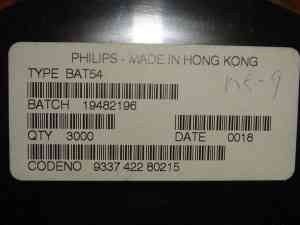 PHILIPS - MADE IN HONG KONG
TYPE BAT54
BATCH 19482196
QTY 3000 DATE 0018
CODENO 9337 422 80215